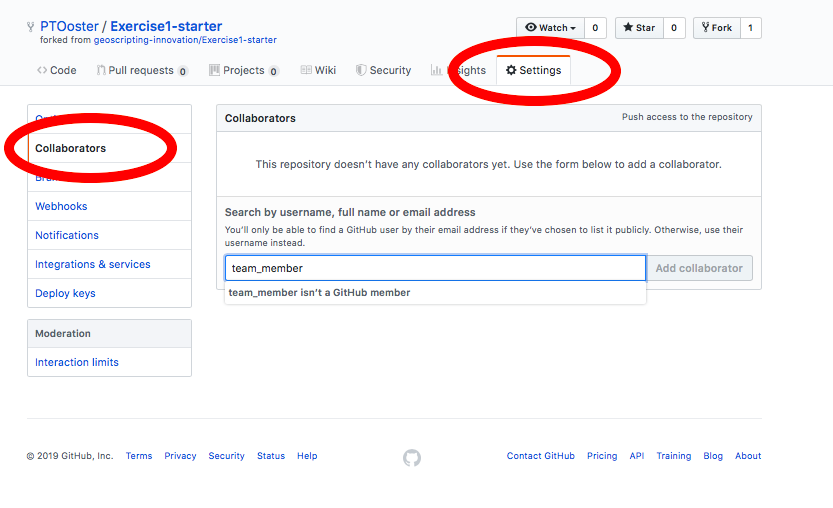 PTOoster / Exercise1-starter
forked from geoscripting-innovation/Exercise1-starter
Watch 0 Star 0 Fork 1
Code Pull requests 0 Projects 0 Wiki Security Settings
Collaborators
Webhooks
Notifications
Integrations & services
Deploy keys
Moderation
Interaction limits
Collaborators Push access to the repository
This repository doesn't have any collaborators yet. Use the form below to add a collaborator.
Search by username, full name or email address
You'll only be able to find a GitHub user by their email address if they've chosen to list it publicly. Otherwise, use their
username instead.
team_member Add collaborator
team_member isn't a GitHub member
© 2019 GitHub, Inc. Terms Privacy Security Status Help Contact GitHub Pricing API Training Blog About